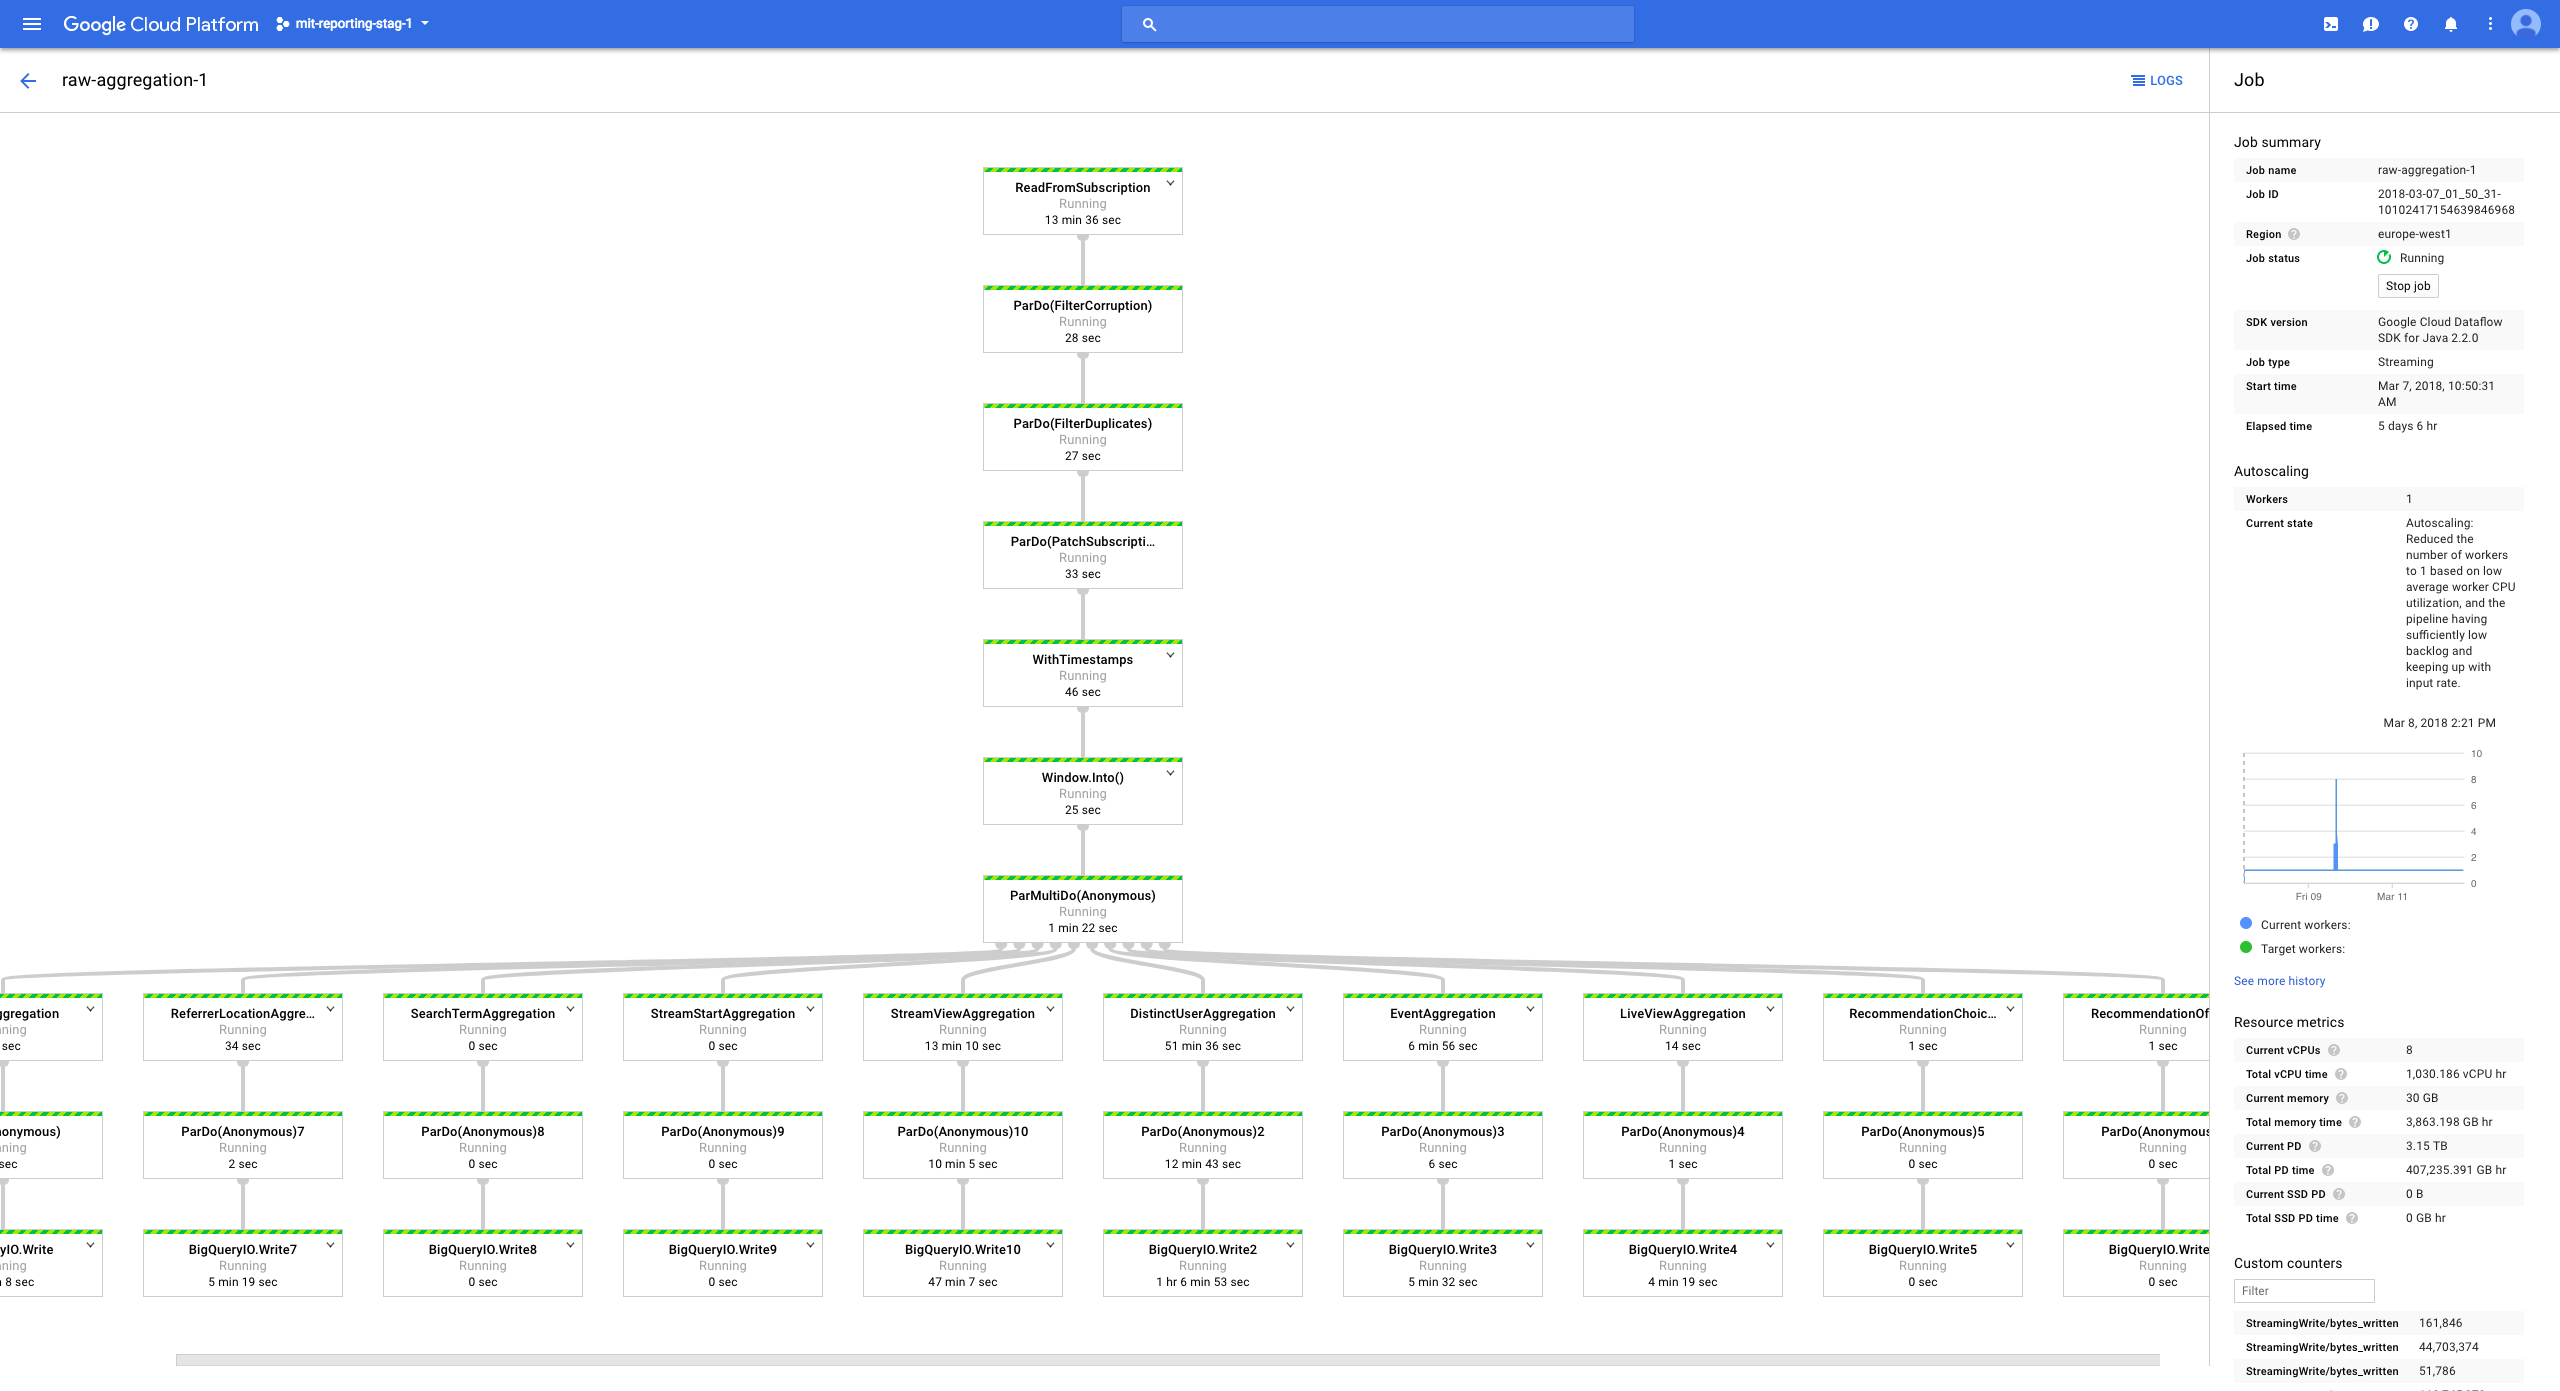 Google Cloud Platform
mit-reporting-stag-1
raw-aggregation-1
LOGS
ReadFromSubscription
Running
13 min 36 sec
ParDo(FilterCorruption)
Running
28 sec
ParDo(FilterDuplicates)
Running
27 sec
ParDo(PatchSubscripti...
Running
33 sec
WithTimestamps
Running
46 sec
Window.Into()
Running
25 sec
ParMultiDo(Anonymous)
Running
1 min 22 sec
ggregation
ning
sec
ReferrerLocationAggre...
Running
34 sec
SearchTermAggregation
Running
0 sec
StreamStartAggregation
Running
0 sec
StreamViewAggregation
Running
13 min 10 sec
DistinctUserAggregation
Running
51 min 36 sec
EventAggregation
Running
6 min 56 sec
LiveViewAggregation
Running
14 sec
RecommendationChoic...
Running
1 sec
RecommendationOf
Running
1 sec
onymous)
ning
sec
ParDo(Anonymous)7
Running
2 sec
ParDo(Anonymous)8
Running
0 sec
ParDo(Anonymous)9
Running
0 sec
ParDo(Anonymous)10
Running
10 min 5 sec
ParDo(Anonymous)2
Running
12 min 43 sec
ParDo(Anonymous)3
Running
6 sec
ParDo(Anonymous)4
Running
1 sec
ParDo(Anonymous)5
Running
0 sec
ParDo(Anonymous
Running
0 sec
yIO.Write
ning
8 sec
BigQueryIO.Write7
Running
5 min 19 sec
BigQueryIO.Write8
Running
0 sec
BigQueryIO.Write9
Running
0 sec
BigQueryIO.Write10
Running
47 min 7 sec
BigQueryIO.Write2
Running
1 hr 6 min 53 sec
BigQueryIO.Write3
Running
5 min 32 sec
BigQueryIO.Write4
Running
4 min 19 sec
BigQueryIO.Write5
Running
0 sec
BigQueryIO.Write
Running
0 sec
Job
Job summary
Job name raw-aggregation-1
Job ID 2018-03-07_01_50_31-
10102417154639846968
Region europe-west1
Job status Running
Stop job
SDK version Google Cloud Dataflow
SDK for Java 2.2.0
Job type Streaming
Start time Mar 7, 2018, 10:50:31
AM
Elapsed time 5 days 6 hr
Autoscaling
Workers 1
Current state Autoscaling:
Reduced the
number of workers
to 1 based on low
average worker CPU
utilization, and the
pipeline having
sufficiently low
backlog and
keeping up with
input rate.
Mar 8, 2018 2:21 PM
10
8
6
4
2
0
Fri 09 Mar 11
Current workers:
Target workers:
See more history
Resource metrics
Current vCPUs 8
Total vCPU time 1,030.186 vCPU hr
Current memory 30 GB
Total memory time 3,863.198 GB hr
Current PD 3.15 TB
Total PD time 407,235.391 GB hr
Current SSD PD 0 B
Total SSD PD time 0 GB hr
Custom counters
Filter
StreamingWrite/bytes_written 161,846
StreamingWrite/bytes_written 44,703,374
StreamingWrite/bytes_written 51,786